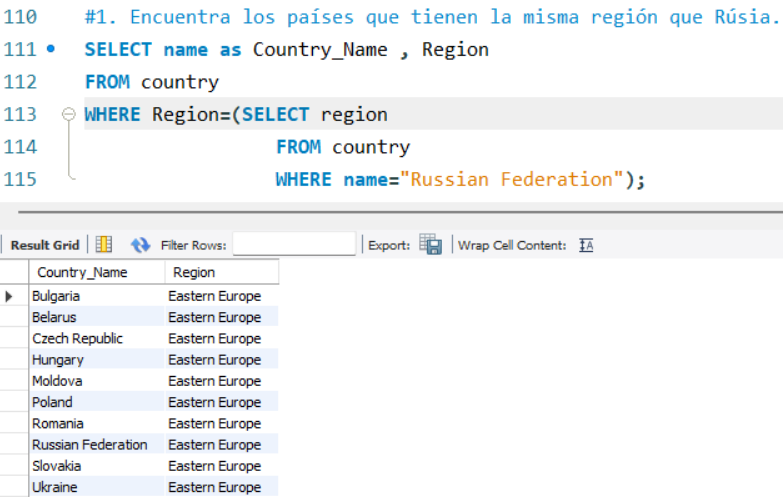 110 #1. Encuentra los países que tienen la misma región que Rúsia.
111 SELECT name as Country_Name , Region
112 FROM country
113 WHERE Region=(SELECT region
114 FROM country
115 WHERE name="Russian Federation");
Result Grid Filter Rows: Export: Wrap Cell Content: IA
Country_Name Region
Bulgaria Eastern Europe
Belarus Eastern Europe
Czech Republic Eastern Europe
Hungary Eastern Europe
Moldova Eastern Europe
Poland Eastern Europe
Romania Eastern Europe
Russian Federation Eastern Europe
Slovakia Eastern Europe
Ukraine Eastern Europe